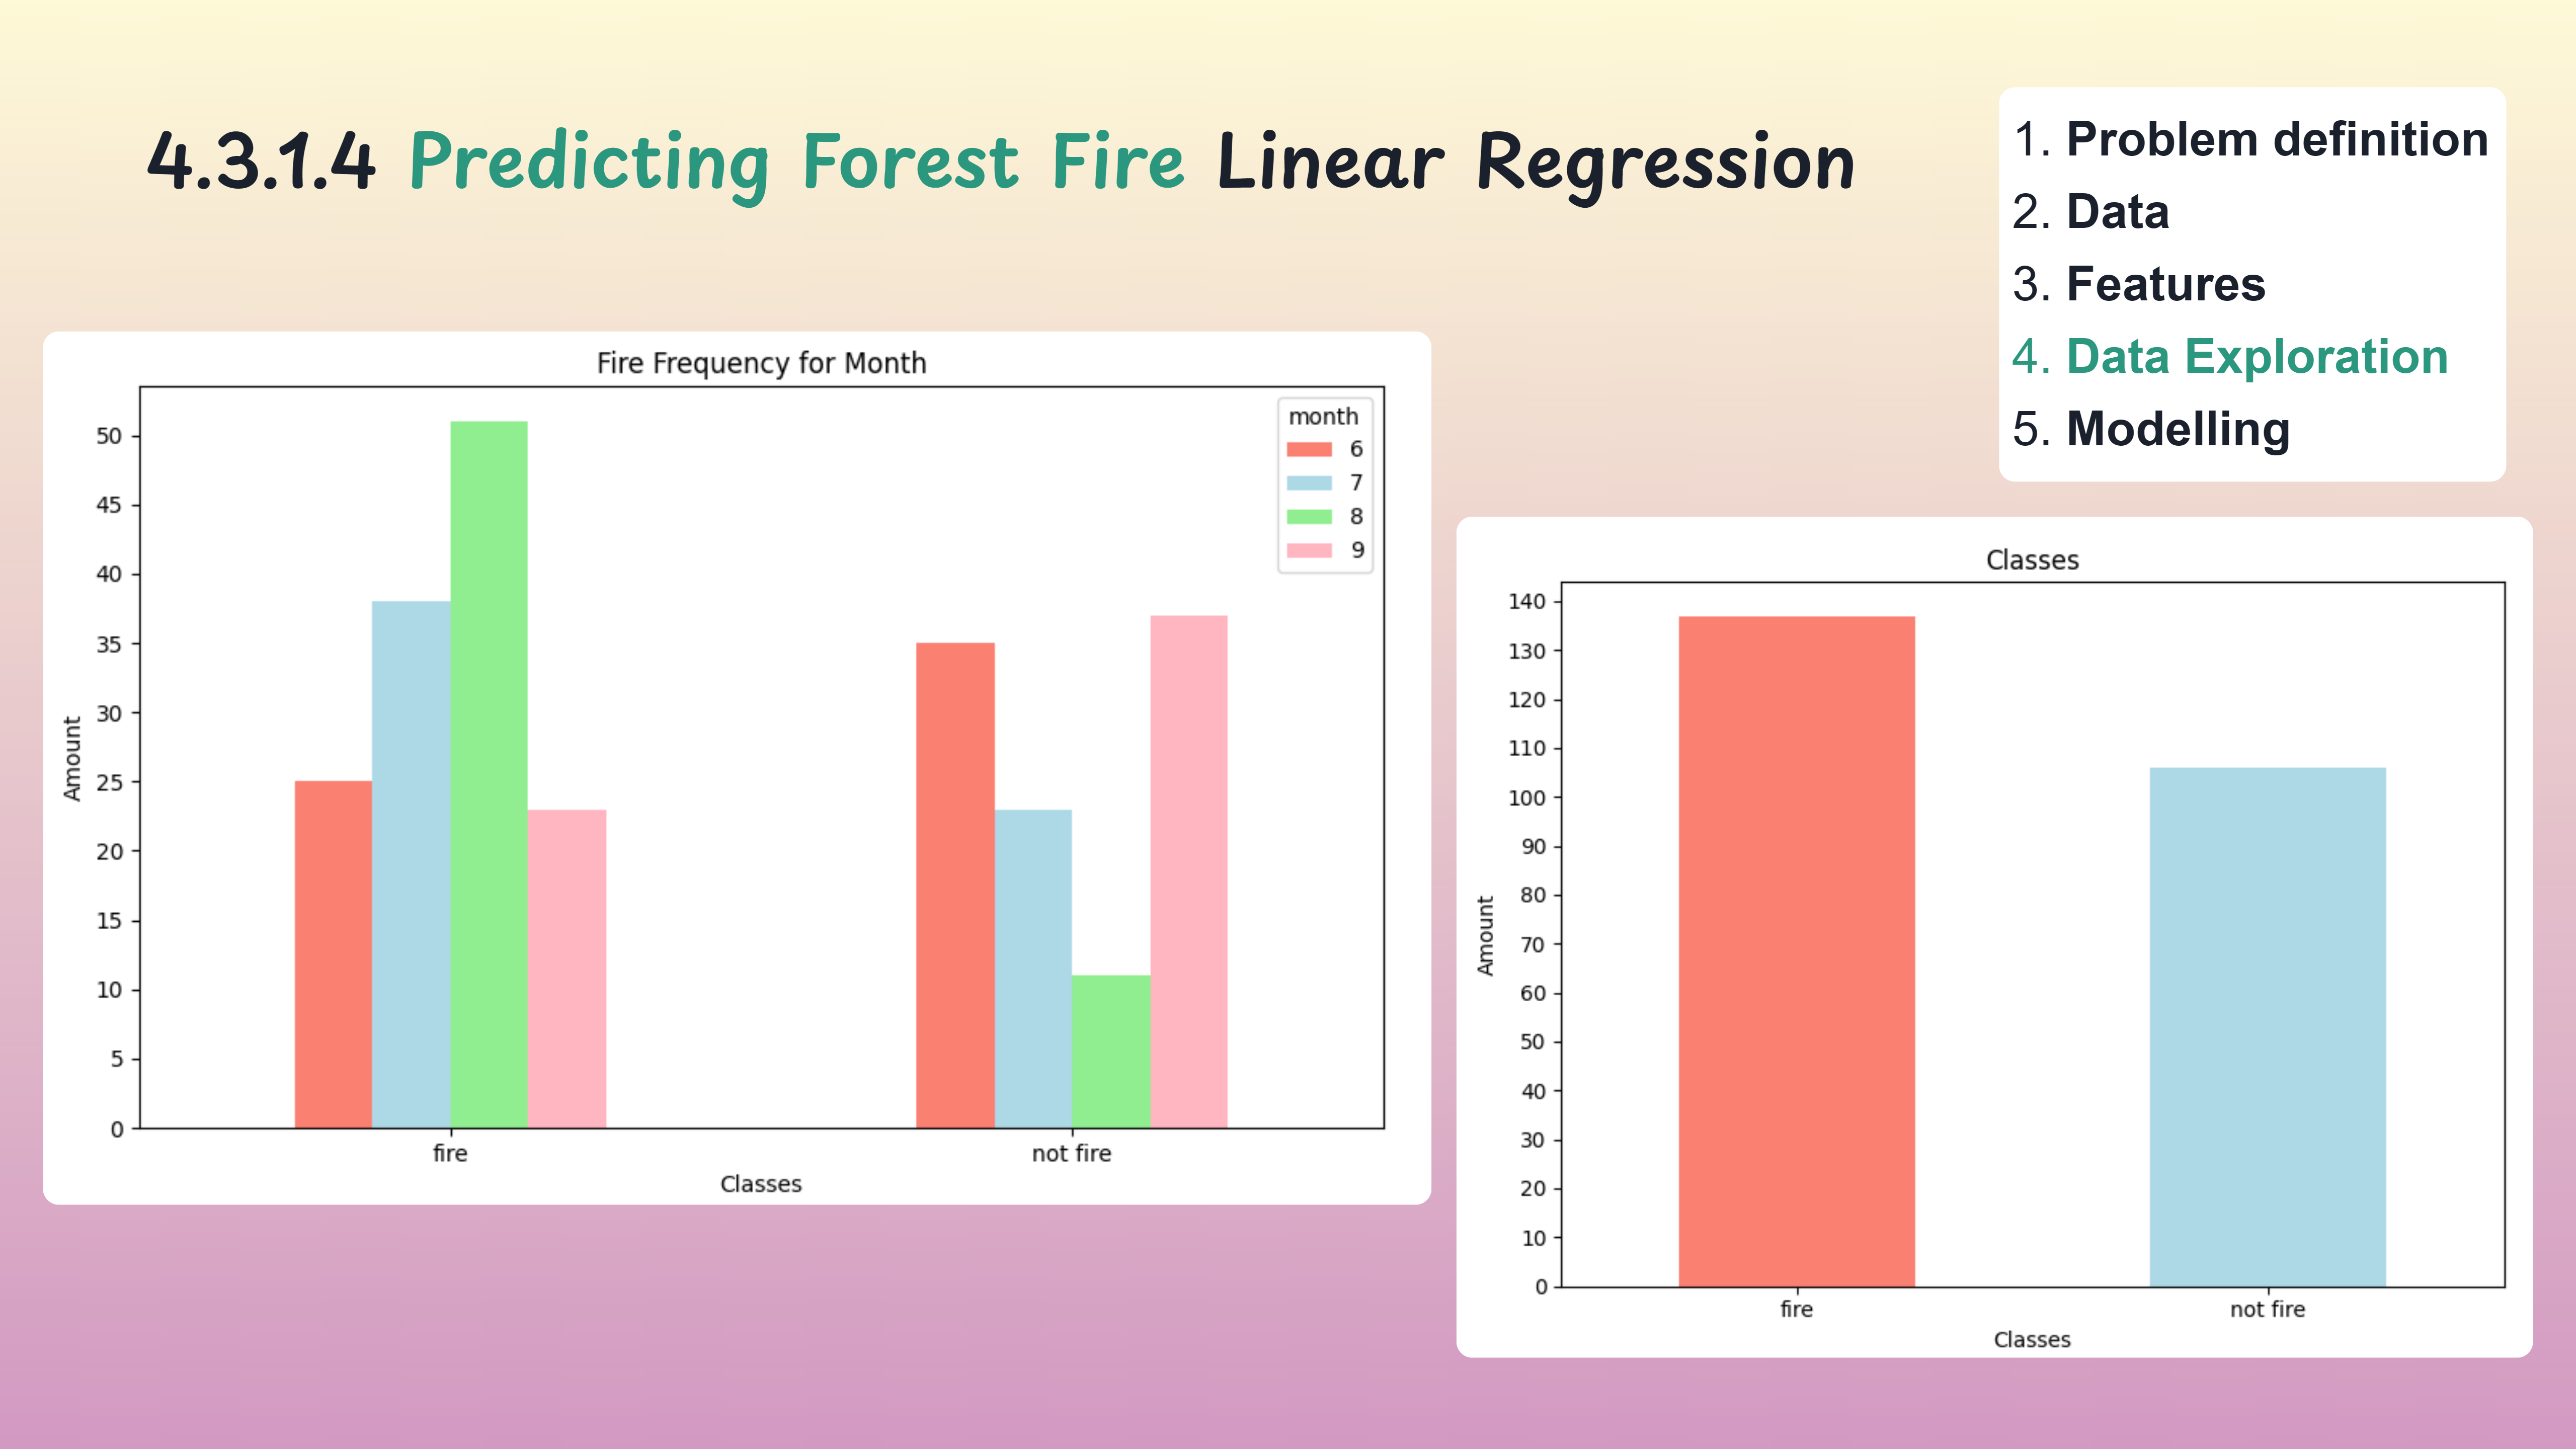 4.3.1.4 Predicting Forest Fire Linear Regression
1. Problem definition
2. Data
3. Features
4. Data Exploration
5. Modelling
Fire Frequency for Month
month
6
7
8
9
50
45
40
35
30
25
20
15
10
5
0
Amount
fire
not fire
Classes
Classes
140
130
120
110
100
90
80
70
60
50
40
30
20
10
0
Amount
fire
not fire
Classes